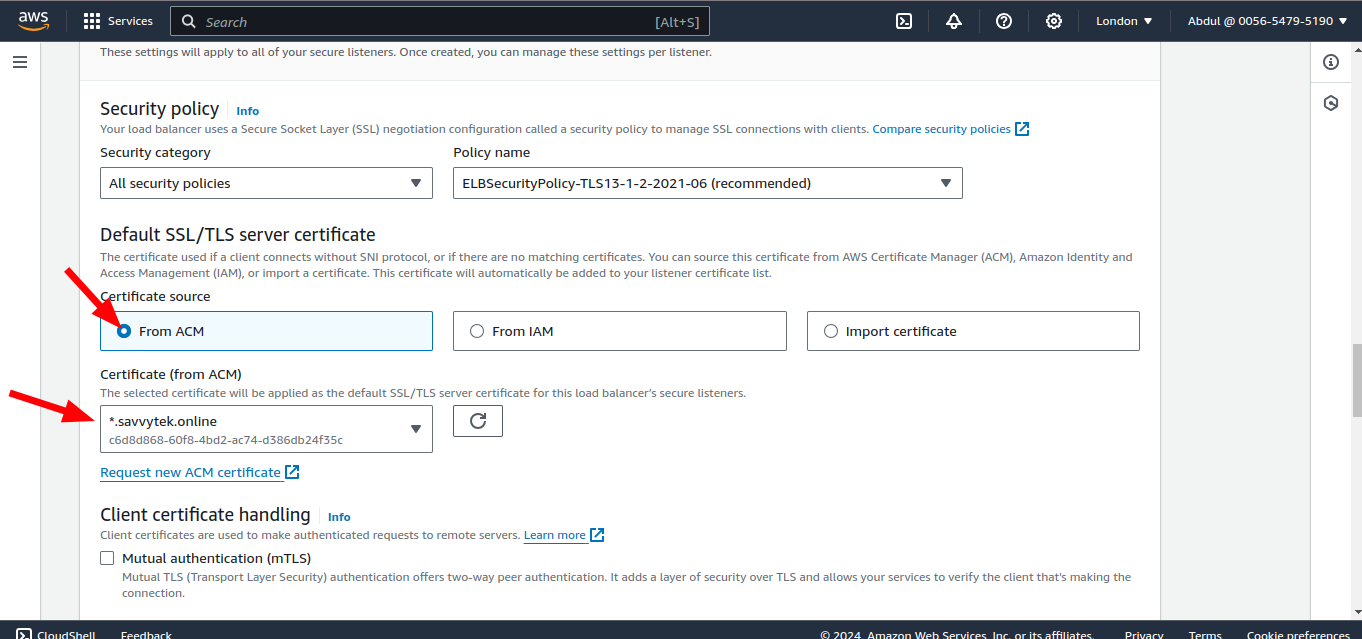 aws
Services
Search [Alt+S]
London
Abdul @ 0056-5479-5190
These settings will apply to all of your secure listeners. Once created, you can manage these settings per listener.
Security policy Info
Your load balancer uses a Secure Socket Layer (SSL) negotiation configuration called a security policy to manage SSL connections with clients. Compare security policies
Security category Policy name
All security policies ELBSecurityPolicy-TLS13-1-2-2021-06 (recommended)
Default SSL/TLS server certificate
The certificate used if a client connects without SNI protocol, or if there are no matching certificates. You can source this certificate from AWS Certificate Manager (ACM), Amazon Identity and
Access Management (IAM), or import a certificate. This certificate will automatically be added to your listener certificate list.
Certificate source
From ACM From IAM Import certificate
Certificate (from ACM)
The selected certificate will be applied as the default SSL/TLS server certificate for this load balancer's secure listeners.
*.savvytek.online
c6d8d868-60f8-4bd2-ac74-d386db24f35c
Request new ACM certificate
Client certificate handling Info
Client certificates are used to make authenticated requests to remote servers. Learn more
Mutual authentication (mTLS)
Mutual TLS (Transport Layer Security) authentication offers two-way peer authentication. It adds a layer of security over TLS and allows your services to verify the client that's making the
connection.
CloudShell Feedback © 2024, Amazon Web Services, Inc. or its affiliates. Privacy Terms Cookie preferences